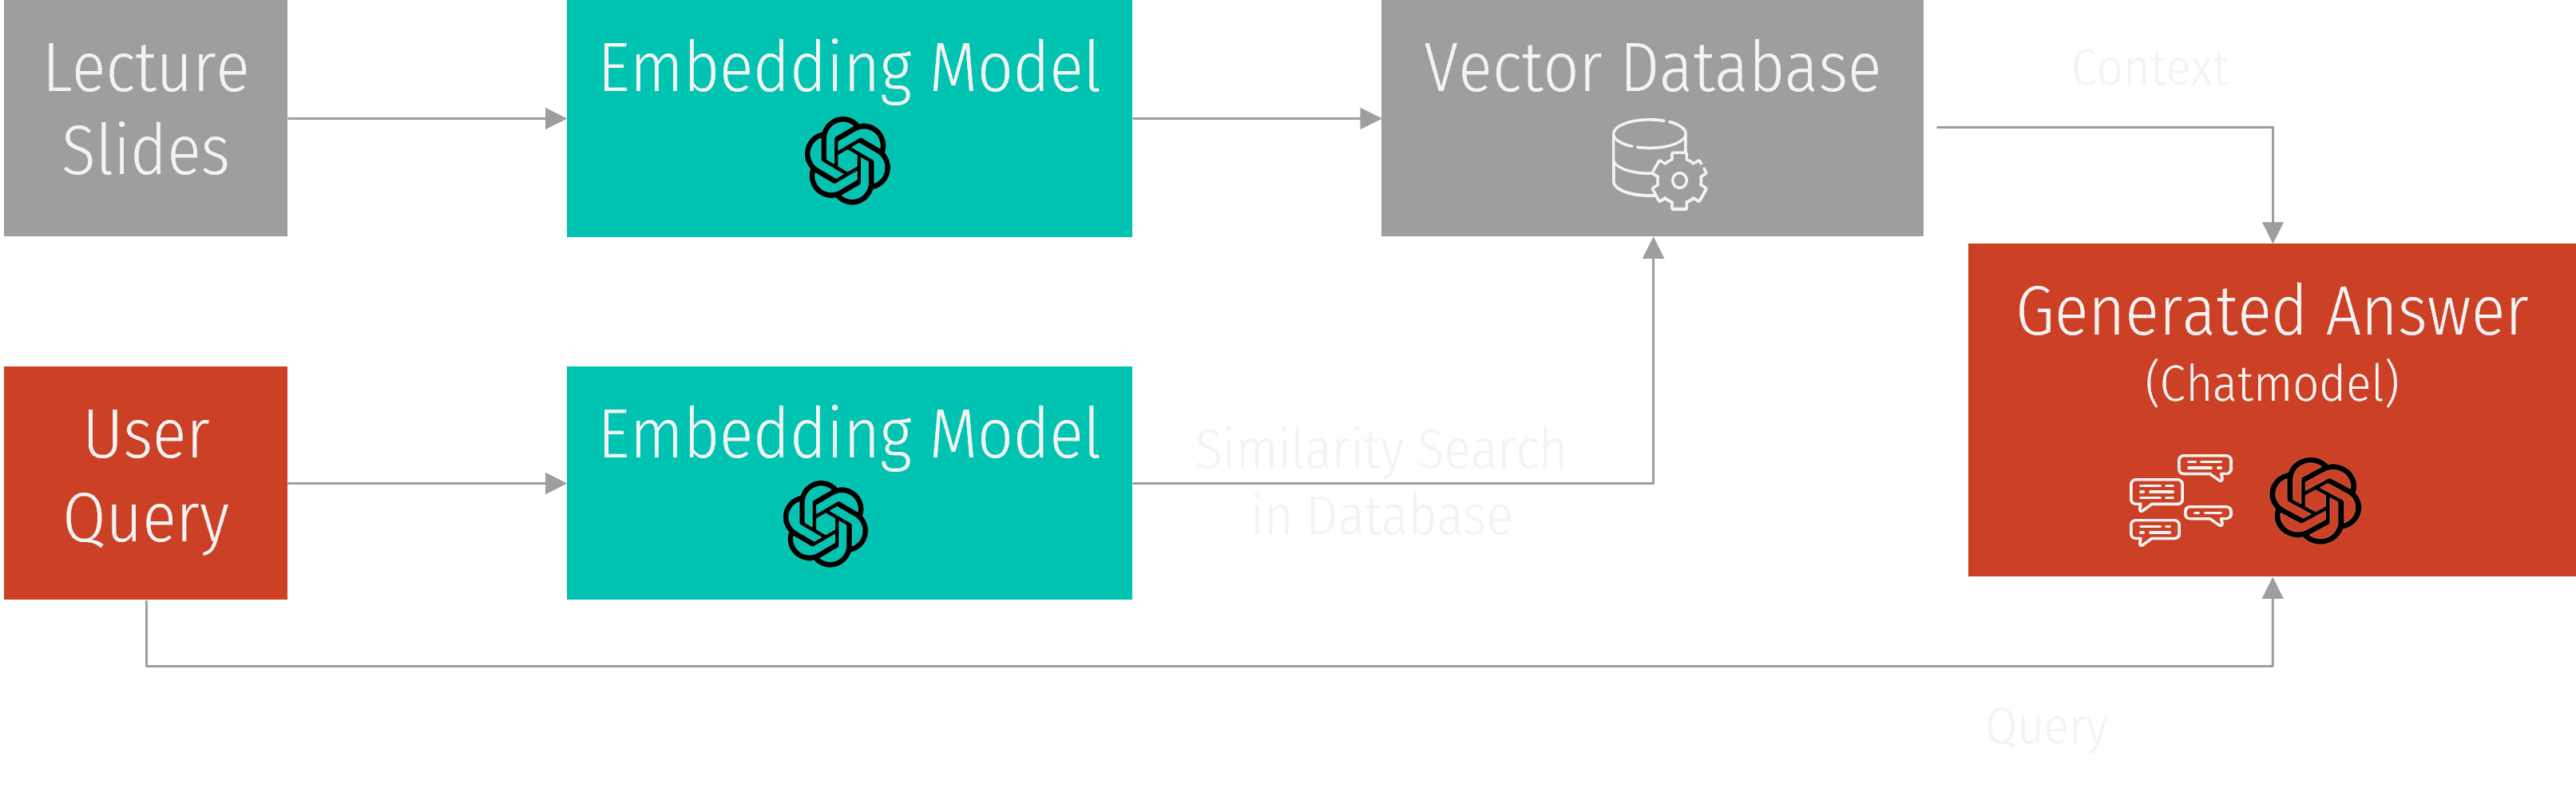 Lecture
Slides
Embedding Model
Vector Database
Context
Generated Answer
(Chatmodel)
User
Query
Embedding Model
Similarity Search
in Database
Query